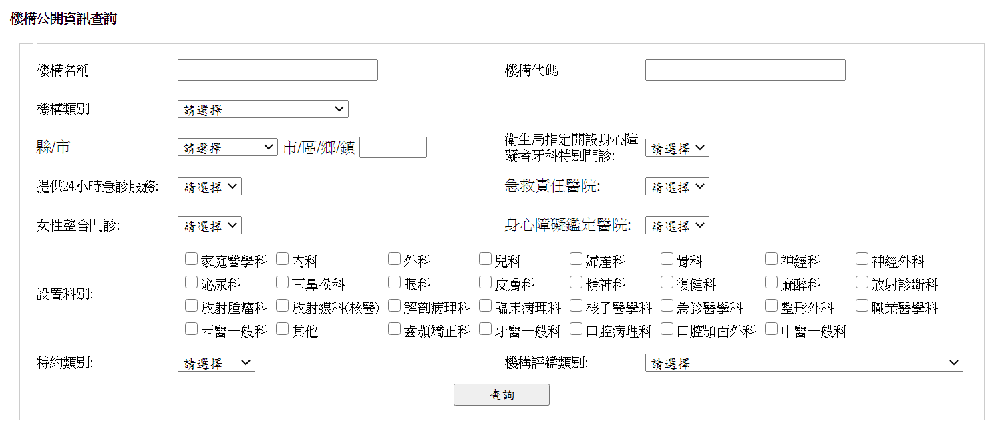 機構公開資訊查詢
機構名稱 機構代碼
機構類別 請選擇
縣/市 請選擇 市/區/鄉/鎮 衛生局指定開設身心障
礙者牙科特別門診: 請選擇
提供24小時急診服務: 請選擇 急救責任醫院: 請選擇
女性整合門診: 請選擇 身心障礙鑑定醫院: 請選擇
設置科別:
家庭醫學科 內科 外科 兒科 婦產科 骨科 神經科 神經外科
泌尿科 耳鼻喉科 眼科 皮膚科 精神科 復健科 麻醉科 放射診斷科
放射腫瘤科 放射線科(核醫) 解剖病理科 臨床病理科 核子醫學科 急診醫學科 整形外科 職業醫學科
西醫一般科 其他 齒顎矯正科 牙醫一般科 口腔病理科 口腔顎面外科 中醫一般科
特約類別: 請選擇 機構評鑑類別: 請選擇
查詢